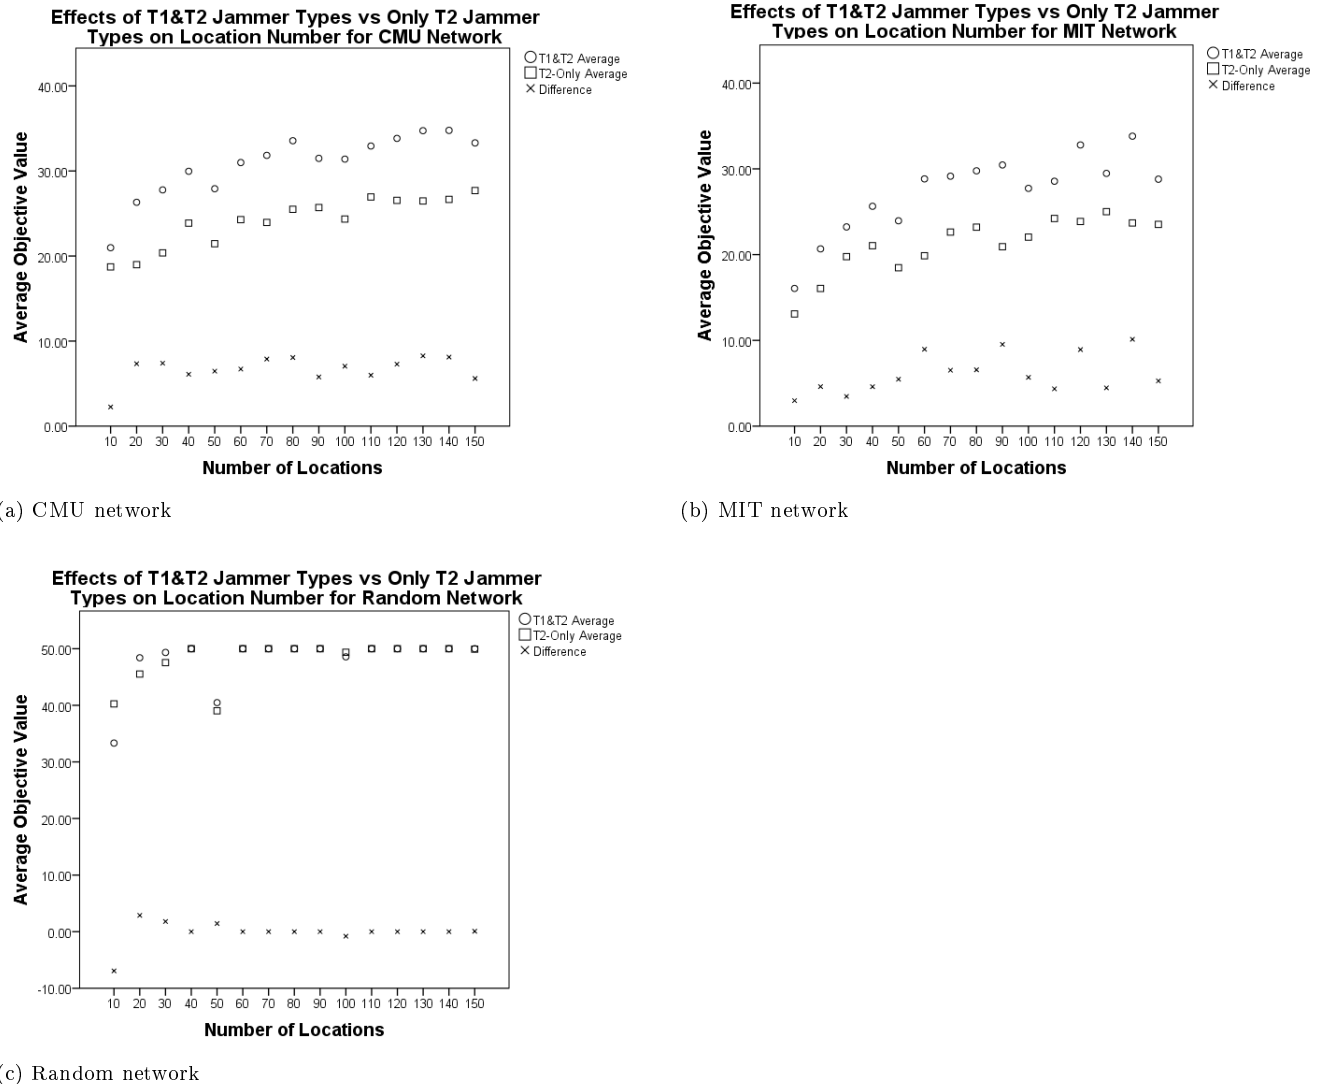 Effects of T1&T2 Jammer Types vs Only T2 Jammer
Types on Location Number for CMU Network
T1&T2 Average
T2-Only Average
Difference
Average Objective Value
40.00
30.00
20.00
10.00
0.00
10 20 30 40 50 60 70 80 90 100 110 120 130 140 150
Number of Locations
(a) CMU network
Effects of T1&T2 Jammer Types vs Only T2 Jammer
Types on Location Number for MIT Network
T1&T2 Average
T2-Only Average
Difference
Average Objective Value
40.00
30.00
20.00
10.00
0.00
10 20 30 40 50 60 70 80 90 100 110 120 130 140 150
Number of Locations
(b) MIT network
Effects of T1&T2 Jammer Types vs Only T2 Jammer
Types on Location Number for Random Network
T1&T2 Average
T2-Only Average
Difference
Average Objective Value
50.00
40.00
30.00
20.00
10.00
0.00
-10.00
10 20 30 40 50 60 70 80 90 100 110 120 130 140 150
Number of Locations
(c) Random network